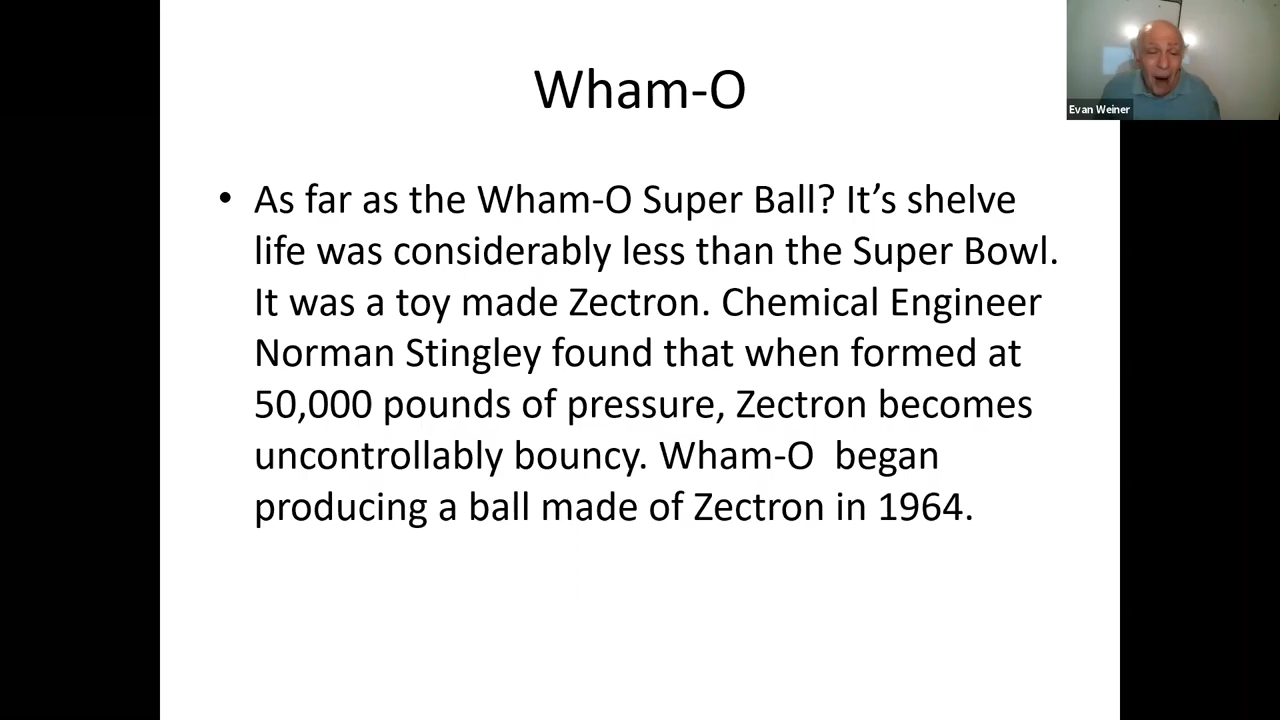 Wham-O
Evan Weiner
• As far as the Wham-O Super Ball? It’s shelve
life was considerably less than the Super Bowl.
It was a toy made Zectron. Chemical Engineer
Norman Stingley found that when formed at
50,000 pounds of pressure, Zectron becomes
uncontrollably bouncy. Wham-O  began
producing a ball made of Zectron in 1964.